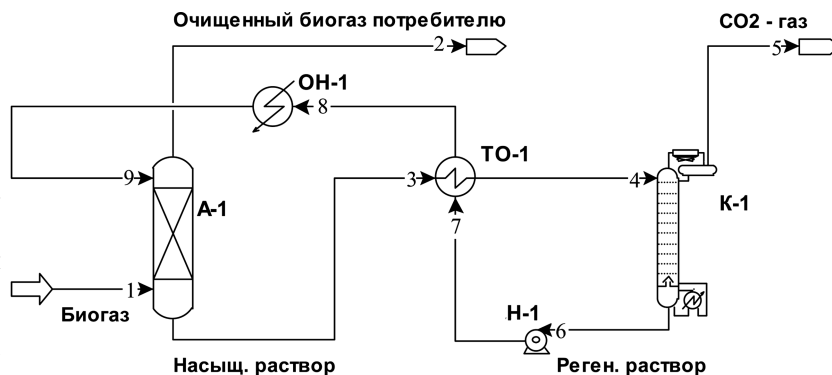 Очищенный биогаз потребителю
СО2 - газ
2
5
ОН-1
8
ТО-1
9
3
4
А-1
К-1
7
1
Биогаз
Н-1
6
Насыщ. раствор
Реген. раствор